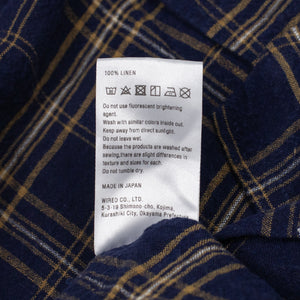 100% LINEN
Do not use fluorescent brightening
agent.
Wash with similar colors inside out.
Keep away from direct sunlight.
Do not leave wet.
Because the products are washed after
sewing,there are slight differences in
texture and sizes for each.
Do not tumble dry.
MADE IN JAPAN
WIRED CO., LTD.
5-3-18 Shimono-cho, Kojima,
Kurashiki City, Okayama Prefecture